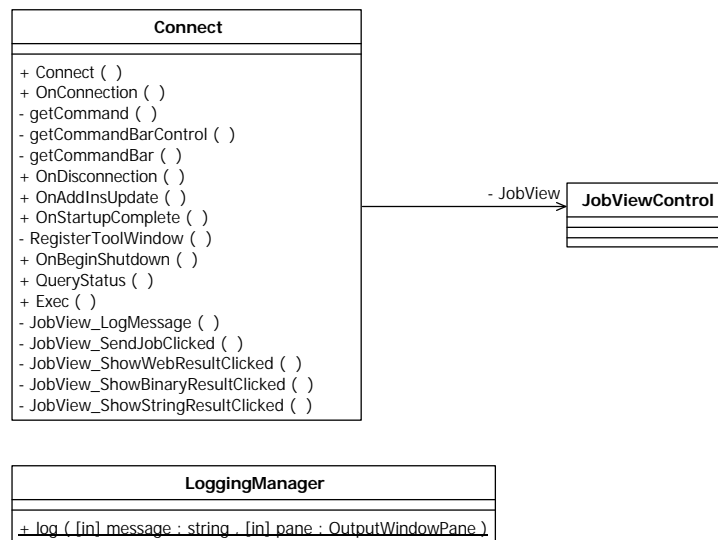 Connect
+ Connect ( )
+ OnConnection ( )
- getCommand ( )
- getCommandBarControl ( )
- getCommandBar ( )
+ OnDisconnection ( )
+ OnAddInsUpdate ( )
+ OnStartupComplete ( )
- RegisterToolWindow ( )
+ OnBeginShutdown ( )
+ QueryStatus ( )
+ Exec ( )
- JobView_LogMessage ( )
- JobView_SendJobClicked ( )
- JobView_ShowWebResultClicked ( )
- JobView_ShowBinaryResultClicked ( )
- JobView_ShowStringResultClicked ( )
- JobView
JobViewControl
LoggingManager
+ log ( [in] message : string , [in] pane : OutputWindowPane )